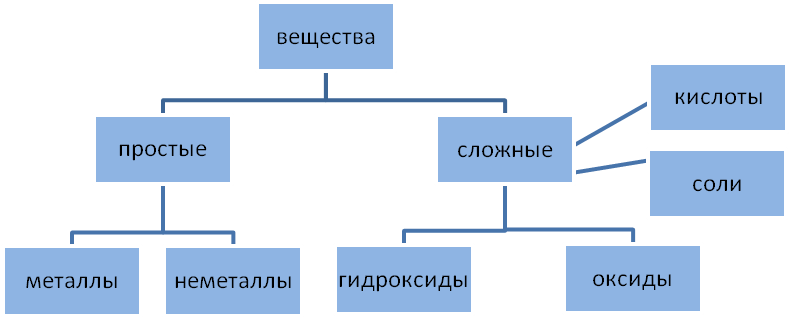 вещества
кислоты
простые
сложные
соли
металлы
неметаллы
гидроксиды
оксиды